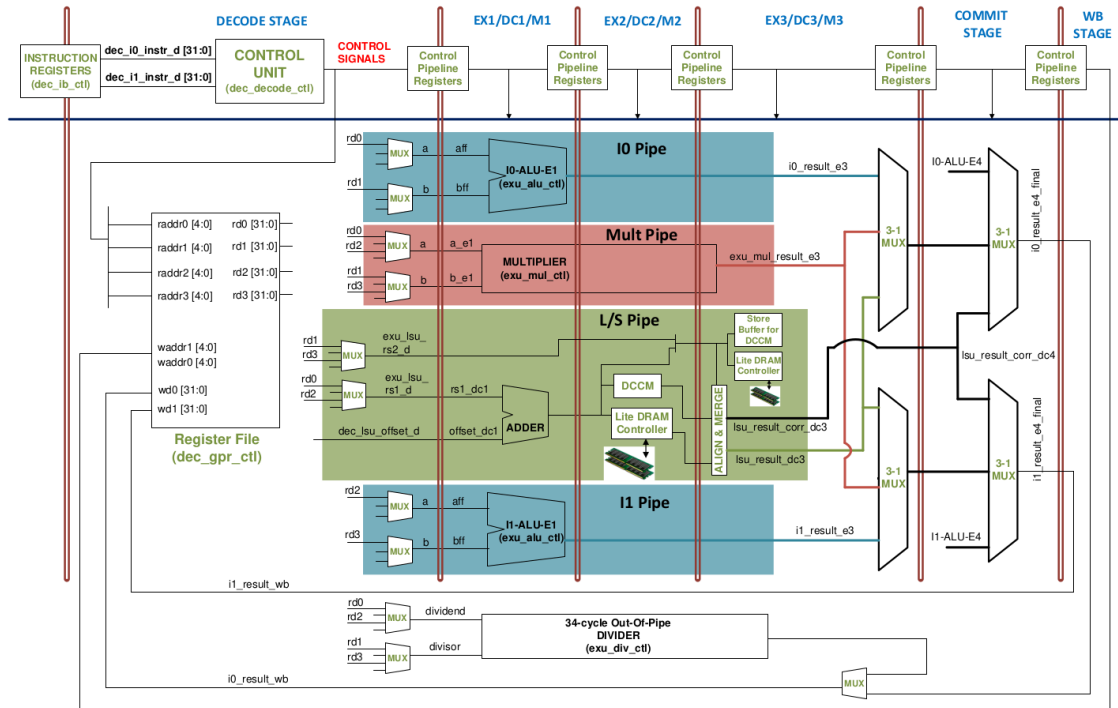 DECODE STAGE
EX1/DC1/M1
EX2/DC2/M2
EX3/DC3/M3
COMMIT
STAGE
WB
STAGE
INSTRUCTION
REGISTERS
(dec_ib_ctl)
dec_i0_instr_d [31:0]
dec_i1_instr_d [31:0]
CONTROL
UNIT
(dec_decode_ctl)
CONTROL
SIGNALS
Control
Pipeline
Registers
Control
Pipeline
Registers
Control
Pipeline
Registers
Control
Pipeline
Registers
Control
Pipeline
Registers
I0 Pipe
rd0
MUX
a
aff
rd1
MUX
b
bff
I0-ALU-E1
(exu_alu_ctl)
i0_result_e3
Mult Pipe
rd0
rd2
MUX
a
a_e1
rd1
rd3
MUX
b
b_e1
MULTIPLIER
(exu_mul_ctl)
exu_mul_result_e3
L/S Pipe
rd1
rd3
MUX
exu_lsu_
rs2_d
rd0
rd2
MUX
exu_lsu_
rs1_d
rs1_dc1
dec_lsu_offset_d
offset_dc1
ADDER
DCCM
Lite DRAM
Controller
Store
Buffer for
DCCM
Lite DRAM
Controller
ALIGN & MERGE
lsu_result_corr_dc3
lsu_result_dc3
I1 Pipe
rd2
MUX
a
aff
rd3
MUX
b
bff
I1-ALU-E1
(exu_alu_ctl)
i1_result_e3
raddr0 [4:0]
raddr1 [4:0]
raddr2 [4:0]
raddr3 [4:0]
rd0 [31:0]
rd1 [31:0]
rd2 [31:0]
rd3 [31:0]
waddr1 [4:0]
waddr0 [4:0]
wd0 [31:0]
wd1 [31:0]
Register File
(dec_gpr_ctl)
3-1
MUX
I0-ALU-E4
3-1
MUX
i0_result_e4_final
lsu_result_corr_dc4
3-1
MUX
I1-ALU-E4
3-1
MUX
i1_result_e4_final
i1_result_wb
rd0
rd2
MUX
dividend
rd1
rd3
MUX
divisor
34-cycle Out-Of-Pipe
DIVIDER
(exu_div_ctl)
i0_result_wb
MUX